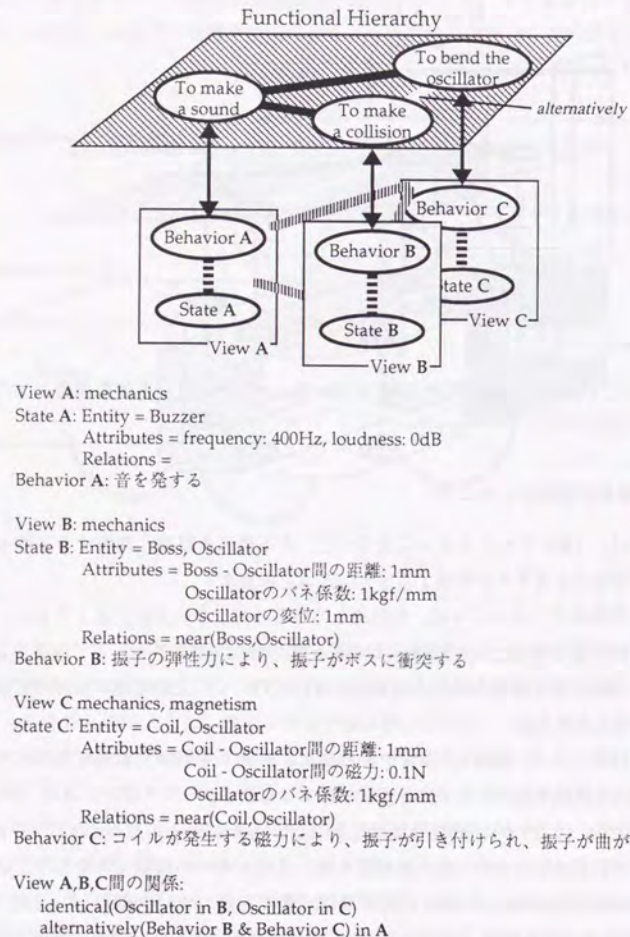 Functional Hierarchy
To bend the
oscillator
To make
a sound
To make
a collision
alternatively
Behavior A
Behavior B
Behavior C
State A
State B
State C
View A
View B
View C
View A: mechanics
State A: Entity = Buzzer
Attributes = frequency: 400Hz, loudness: 0dB
Relations =
Behavior A: 音を発する
View B: mechanics
State B: Entity = Boss, Oscillator
Attributes = Boss - Oscillator間の距離: 1mm
Oscillatorのバネ係数: 1kgf/mm
Oscillatorの変位: 1mm
Relations = near(Boss,Oscillator)
Behavior B: 振子の弾性力により、振子がボスに衝突する
View C mechanics, magnetism
State C: Entity = Coil, Oscillator
Attributes = Coil - Oscillator間の距離: 1mm
Coil - Oscillator間の磁力: 0.1N
Oscillatorのバネ係数: 1kgf/mm
Relations = near(Coil,Oscillator)
Behavior C: コイルが発生する磁力により、振子が引き付けられ、振子が曲が
View A,B,C間の関係:
identical(Oscillator in B, Oscillator in C)
alternatively(Behavior B & Behavior C) in A